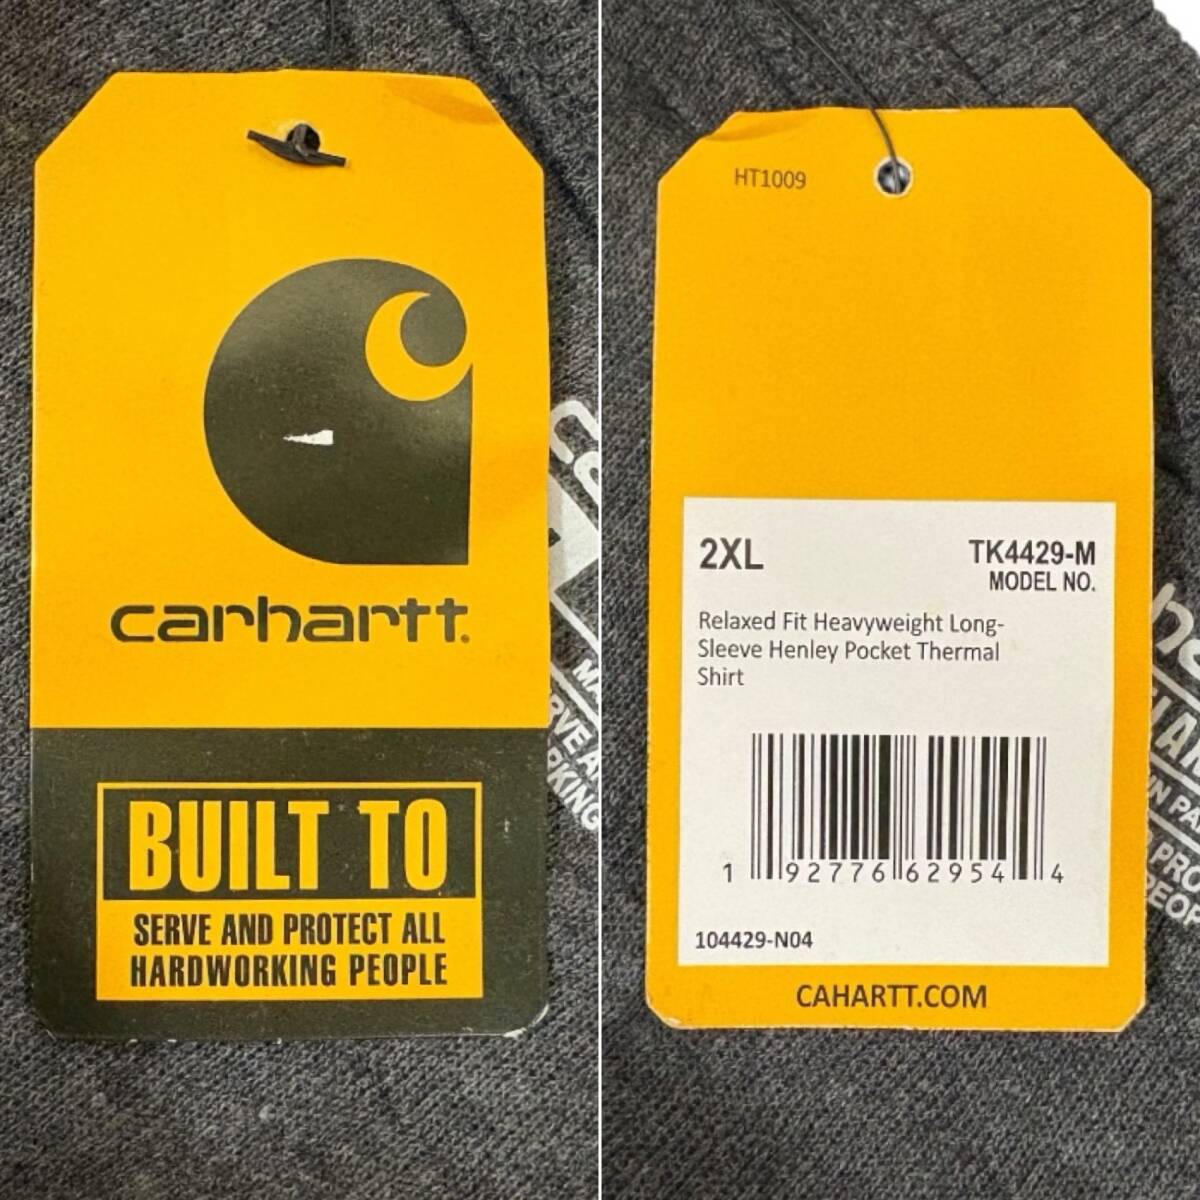 carhartt.
BUILT TO
SERVE AND PROTECT ALL
HARDWORKING PEOPLE
HT1009
2XL
TK4429-M
MODEL NO.
Relaxed Fit Heavyweight Long-
Sleeve Henley Pocket Thermal
Shirt
1 92776 62954 4
104429-N04
CAHARTT.COM